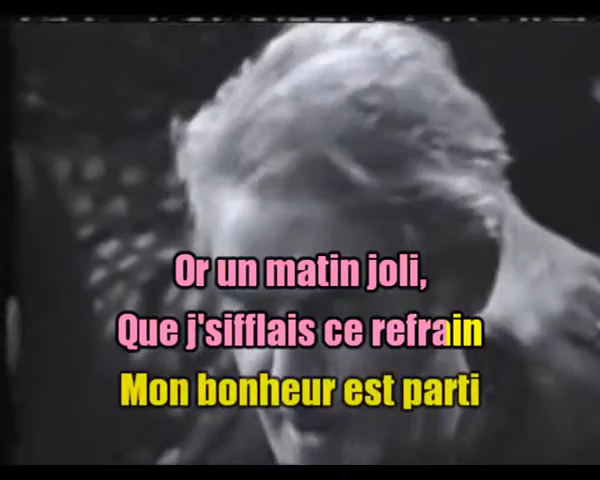 Or un matin joli,
Que j'sifflais ce refrain
Mon bonheur est parti